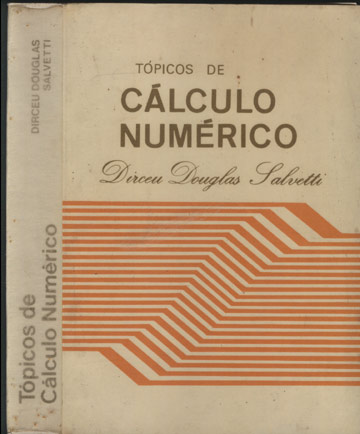 TÓPICOS DE
CÁLCULO
NUMÉRICO
Dirceu Douglas Salvetti
DIRCEU DOUGLAS
SALVETTI
Tópicos de
Cálculo Numérico